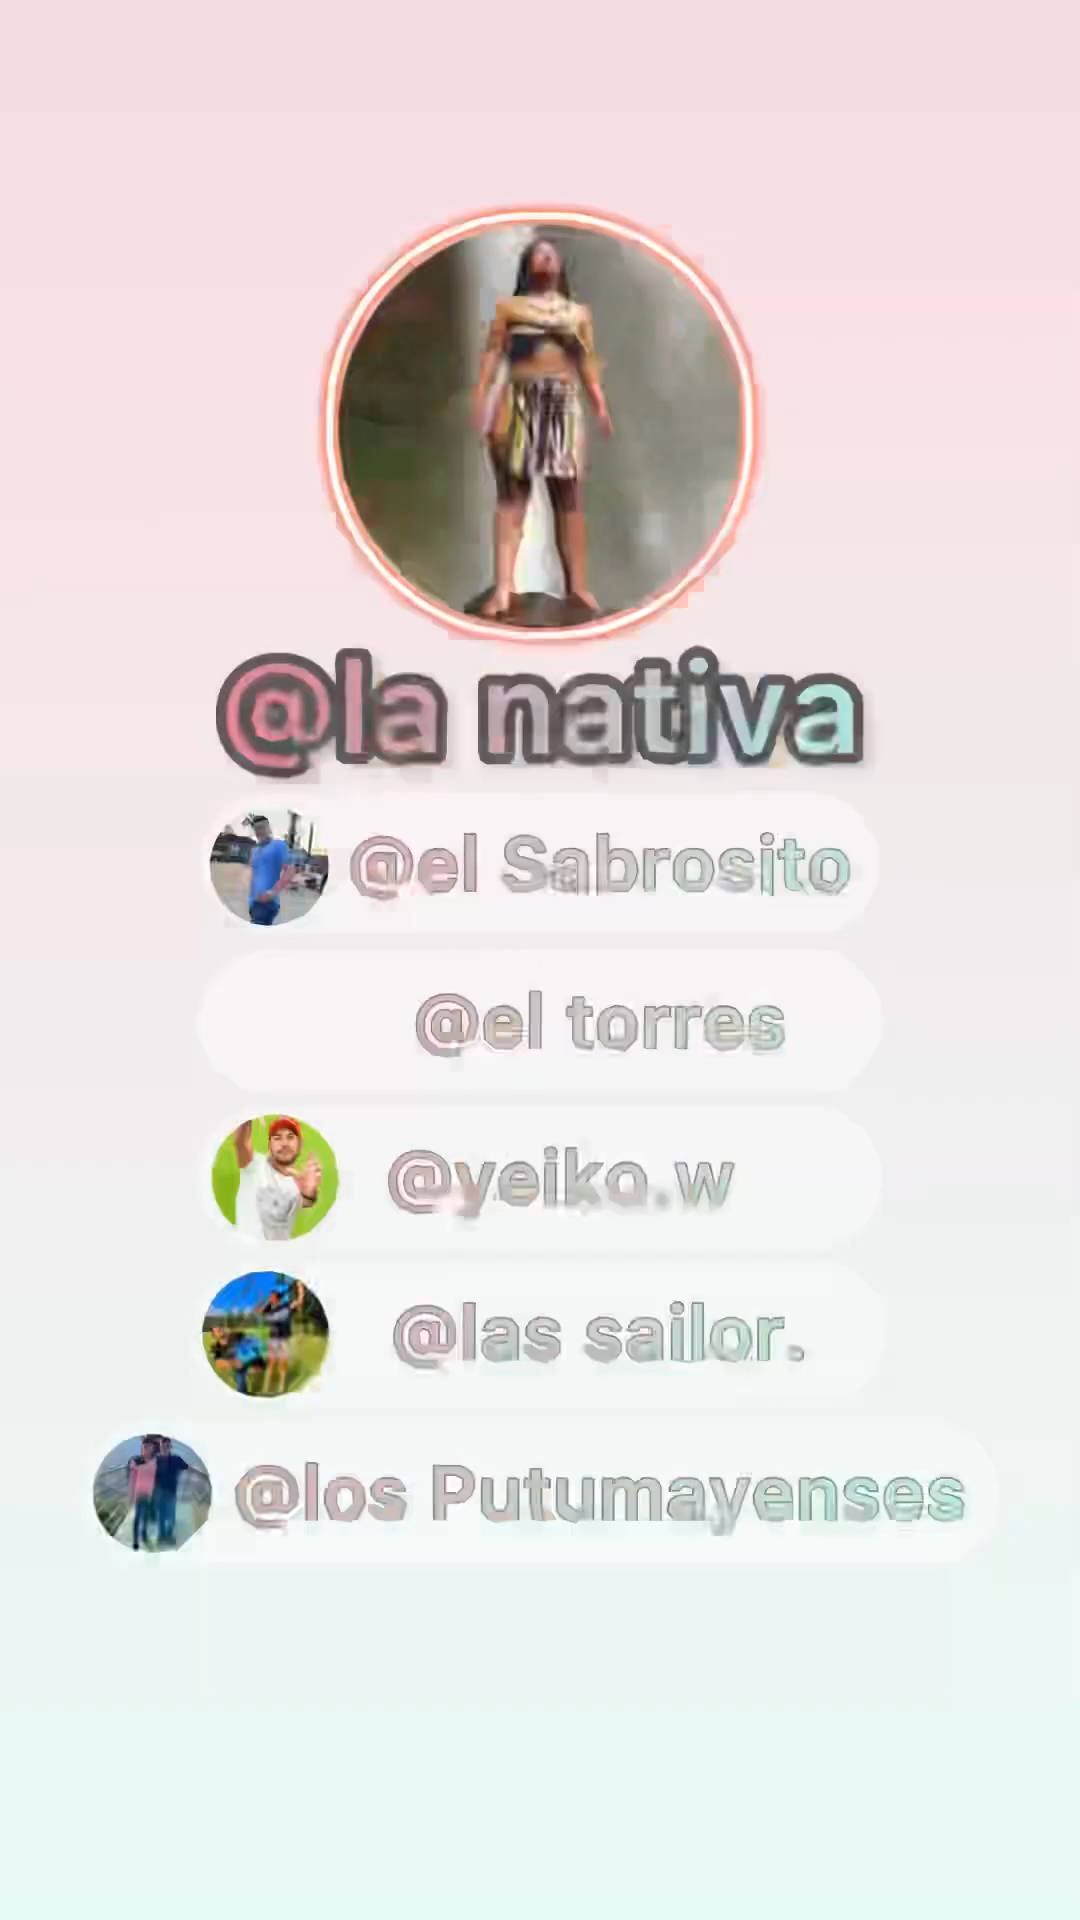 @la nativa
@el Sabrosito
@el torres
@yeiko.w
@las sailor.
@los Putumayenses